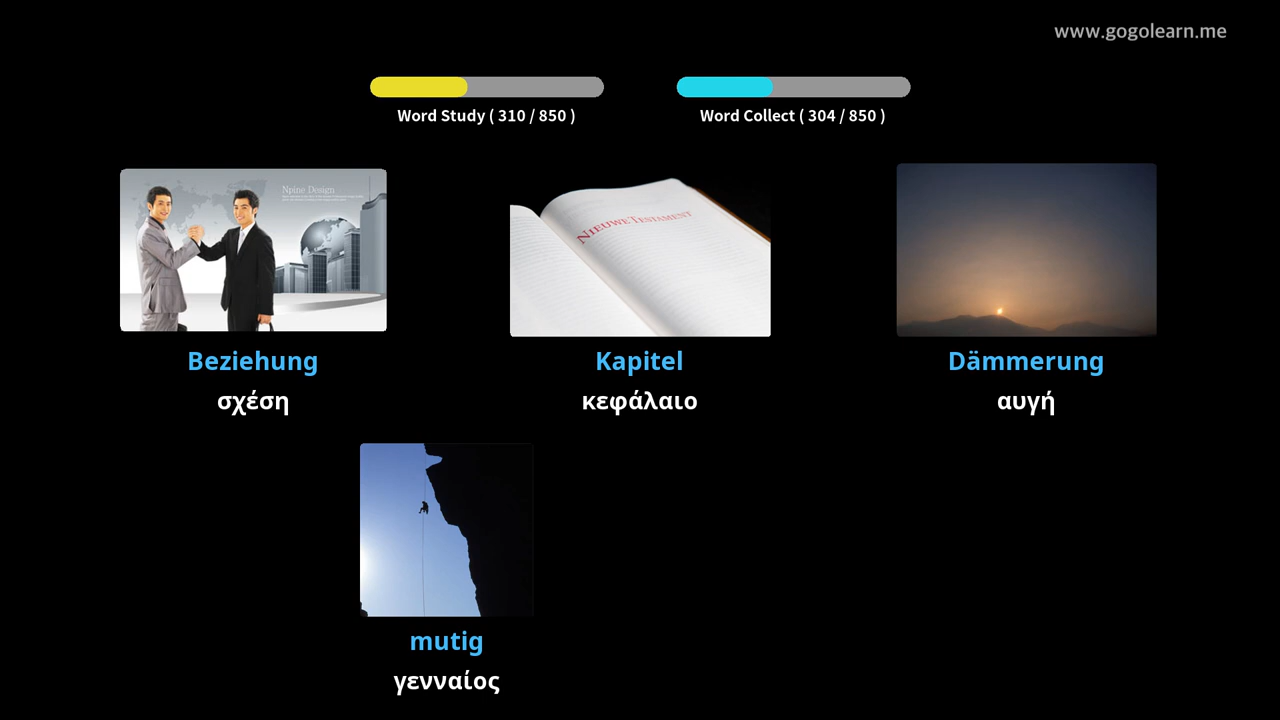 www.gogolearn.me
Word Study ( 310 / 850 )
Word Collect ( 304 / 850 )
Npine Design
NIEUWE TESTAMENT
Beziehung
Kapitel
Dämmerung
σχέση
κεφάλαιο
αυγή
mutig
γενναίος